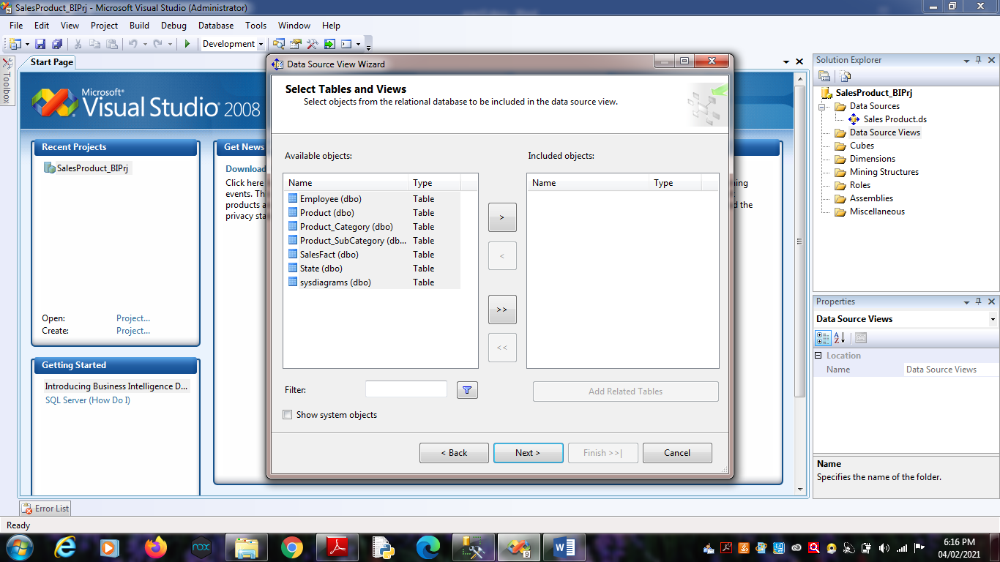 SalesProduct_BIPrj - Microsoft Visual Studio (Administrator)
File Edit View Project Build Debug Database Tools Window Help
Development
Toolbox
Start Page
Microsoft®
Visual Studio 2008
Recent Projects
SalesProduct_BIPrj
Open: Project...
Create: Project...
Getting Started
Introducing Business Intelligence D...
SQL Server (How Do I)
Get News
Download
Click here
events. Th
products a
privacy sta
ning
d the
Data Source View Wizard
Select Tables and Views
Select objects from the relational database to be included in the data source view.
Available objects:
Name Type
Employee (dbo) Table
Product (dbo) Table
Product_Category (dbo) Table
Product_SubCategory (db... Table
SalesFact (dbo) Table
State (dbo) Table
sysdiagrams (dbo) Table
>
<
>>
<<
Included objects:
Name Type
Filter:
Add Related Tables
Show system objects
< Back Next > Finish >>| Cancel
Solution Explorer
SalesProduct_BIPrj
Data Sources
Sales Product.ds
Data Source Views
Cubes
Dimensions
Mining Structures
Roles
Assemblies
Miscellaneous
Properties
Data Source Views
Location
Name Data Source Views
Name
Specifies the name of the folder.
Error List
Ready
nox
6:16 PM
04/02/2021